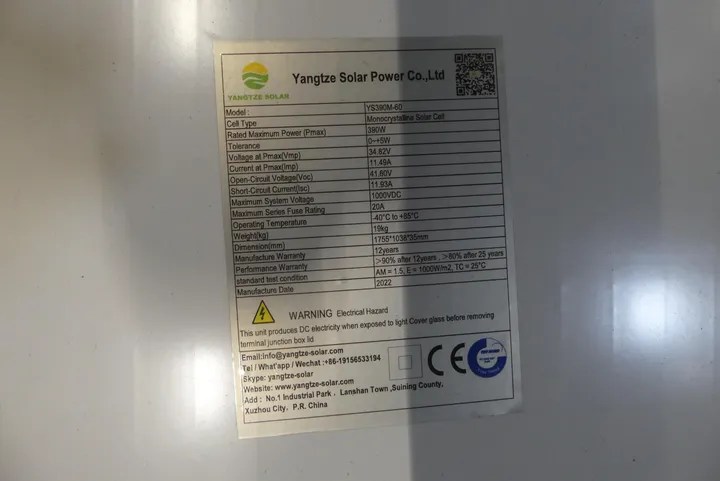 YANGTZE SOLAR
Yangtze Solar Power Co.,Ltd
Model : YS390M-60
Cell Type Monocrystalline Solar Cell
Rated Maximum Power (Pmax) 390W
Tolerance 0~+5W
Voltage at Pmax(Vmp) 34.82V
Current at Pmax(Imp) 11.49A
Open-Circuit Voltage(Voc) 41.60V
Short-Circuit Current(Isc) 11.93A
Maximum System Voltage 1000VDC
Maximum Series Fuse Rating 20A
Operating Temperature -40°C to +85°C
Weight(kg) 19kg
Dimension(mm) 1755*1038*35mm
Manufacture Warranty 12years
Performance Warranty >90% after 12years , >80% after 25 years
standard test condition AM = 1.5, E = 1000W/m2, TC = 25°C
Manufacture Date 2022
WARNING Electrical Hazard
This unit produces DC electricity when exposed to light Cover glass before removing
terminal junction box lid
Email:info@yangtze-solar.com
Tel / What'app / Wechat :+86-19156533194
Skype: yangtze-solar
Website: www.yangtze-solar.com
Add : No.1 Industrial Park , Lanshan Town ,Suining County,
Xuzhou City, P.R. China
CE